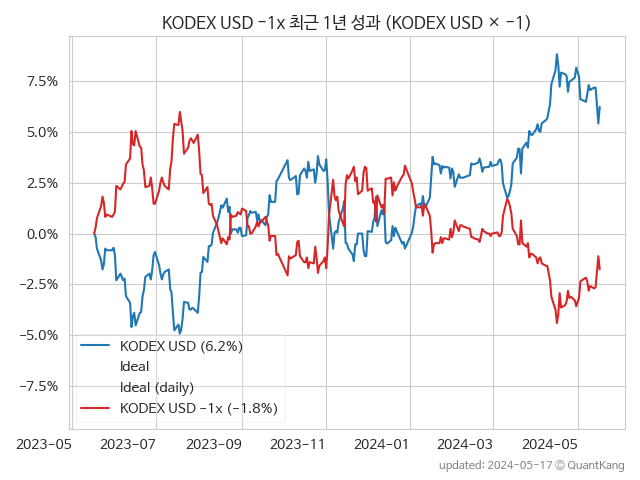 KODEX USD −1x 최근 1년 성과 (KODEX USD × −1)
7.5%
5.0%
2.5%
0.0%
−2.5%
−5.0%
−7.5%
KODEX USD (6.2%)
Ideal
Ideal (daily)
KODEX USD −1x (−1.8%)
2023-05 2023-07 2023-09 2023-11 2024-01 2024-03 2024-05
updated: 2024-05-17 © QuantKang